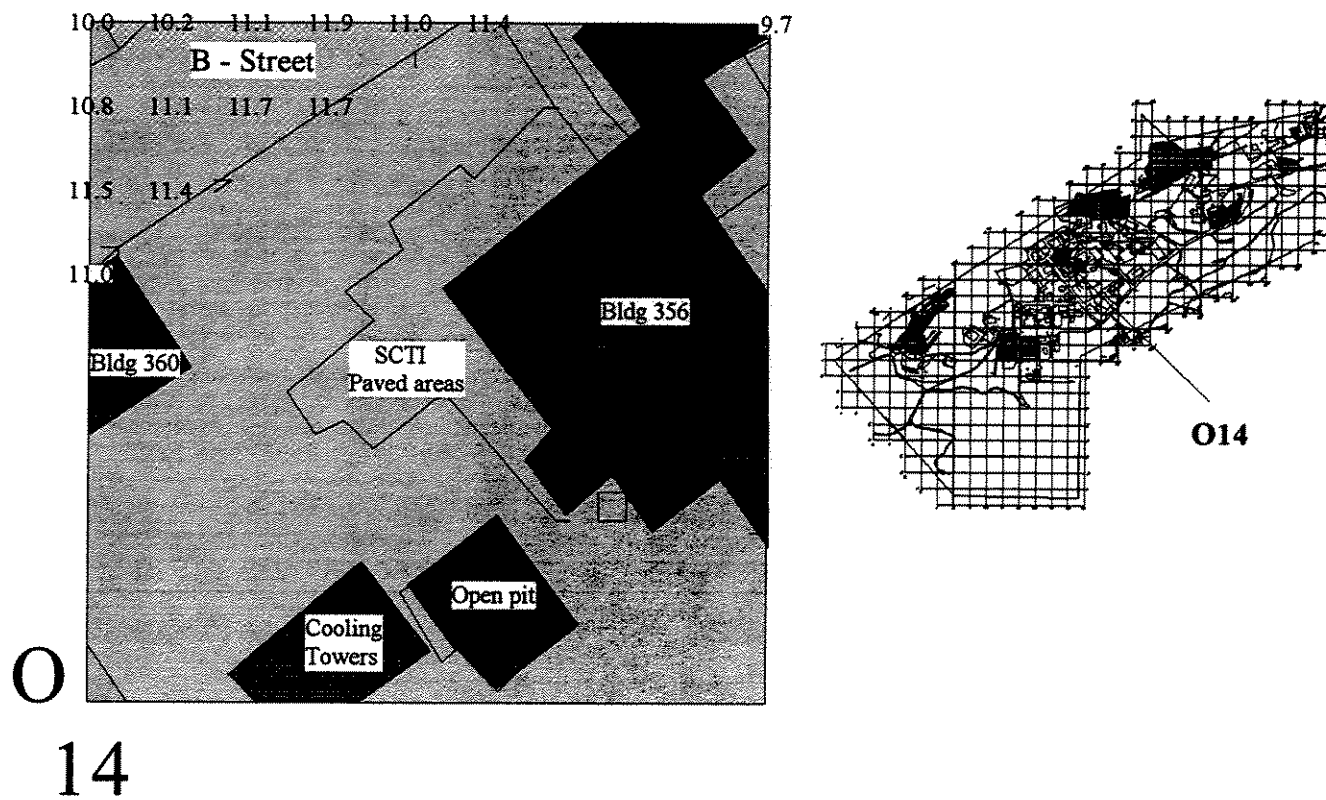 10.0 10.2 11.1 11.9 11.0 11.4 9.7
B - Street
10.8 11.1 11.7 11.7
11.5 11.4
11.0
Bldg 356
Bldg 360
SCTI
Paved areas
O14
Open pit
Cooling
Towers
O
14